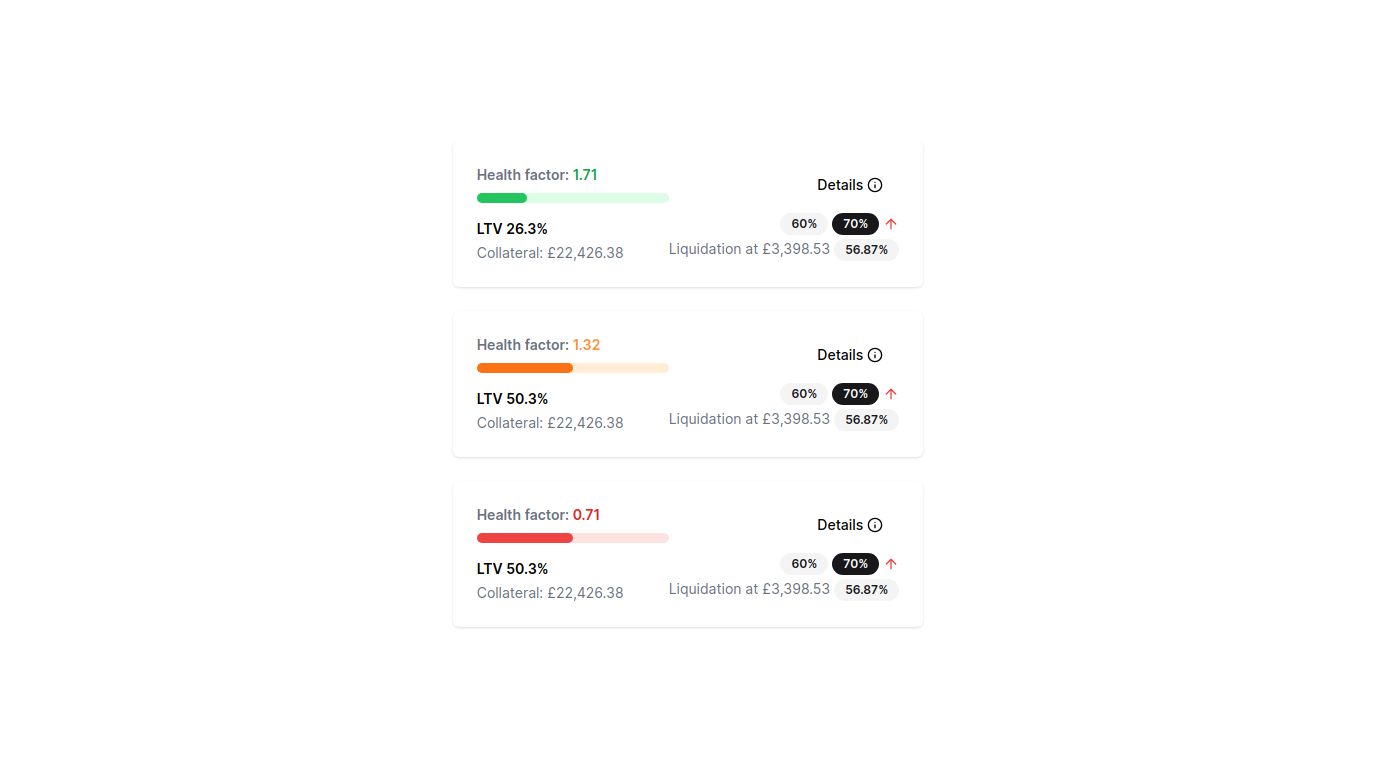 Health factor: 1.71
Details
LTV 26.3%
60% 70%
Collateral: £22,426.38
Liquidation at £3,398.53 56.87%
Health factor: 1.32
Details
LTV 50.3%
60% 70%
Collateral: £22,426.38
Liquidation at £3,398.53 56.87%
Health factor: 0.71
Details
LTV 50.3%
60% 70%
Collateral: £22,426.38
Liquidation at £3,398.53 56.87%